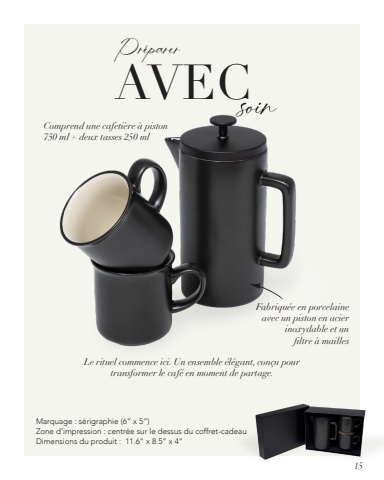 Préparer
AVEC
soin
Comprend une cafetière à piston
750 ml + deux tasses 250 ml
Fabriquée en porcelaine
avec un piston en acier
inoxydable et un
filtre à mailles
Le rituel commence ici. Un ensemble élégant, conçu pour
transformer le café en moment de partage.
Marquage : sérigraphie (6” x 5”)
Zone d’impression : centrée sur le dessus du coffret-cadeau
Dimensions du produit : 11.6” x 8.5” x 4”
15